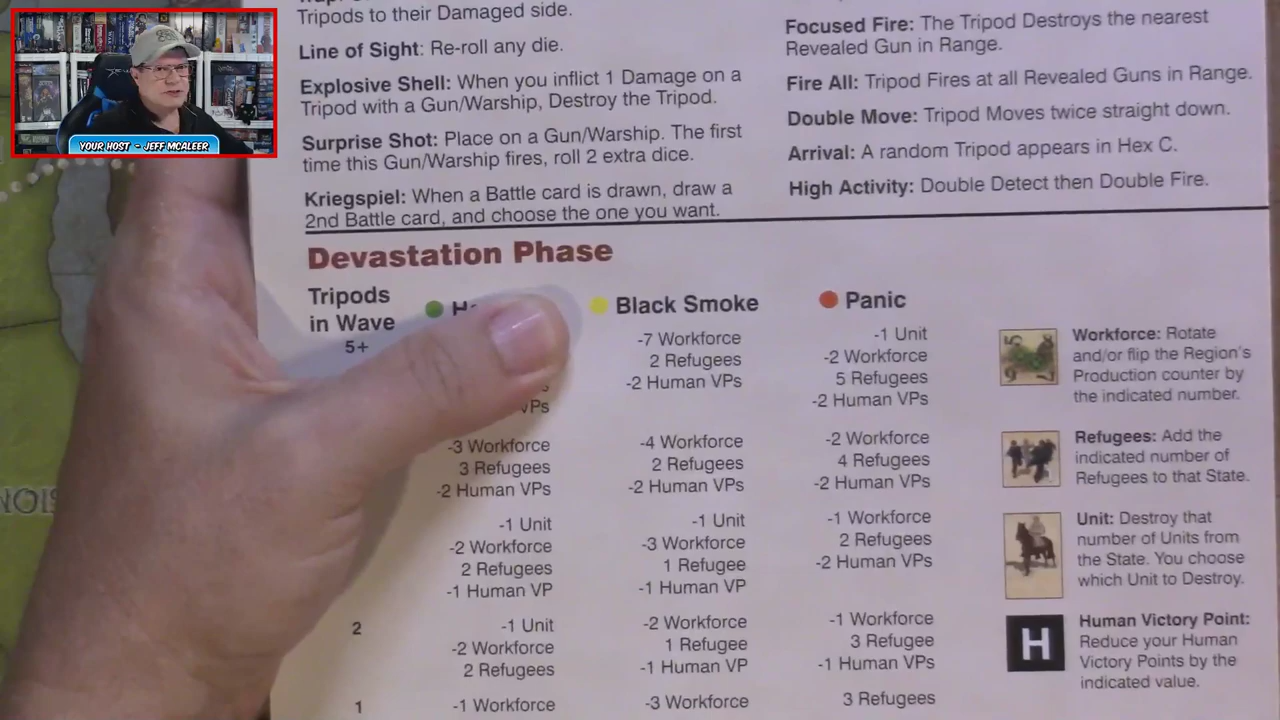 Tripods to their Damaged side.
Line of Sight: Re-roll any die.
Explosive Shell: When you inflict 1 Damage on a
Tripod with a Gun/Warship, Destroy the Tripod.
Surprise Shot: Place on a Gun/Warship. The first
time this Gun/Warship fires, roll 2 extra dice.
Kriegspiel: When a Battle card is drawn, draw a
2nd Battle card, and choose the one you want.
Focused Fire: The Tripod Destroys the nearest
Revealed Gun in Range.
Fire All: Tripod Fires at all Revealed Guns in Range.
Double Move: Tripod Moves twice straight down.
Arrival: A random Tripod appears in Hex C.
High Activity: Double Detect then Double Fire.
YOUR HOST - JEFF MCALEER
Devastation Phase
Tripods
in Wave
Black Smoke
Panic
5+
-7 Workforce
2 Refugees
-2 Human VPs
-1 Unit
-2 Workforce
5 Refugees
-2 Human VPs
VPs
-3 Workforce
3 Refugees
-2 Human VPs
-4 Workforce
2 Refugees
-2 Human VPs
-2 Workforce
4 Refugees
-2 Human VPs
-1 Unit
-2 Workforce
2 Refugees
-1 Human VP
-1 Unit
-3 Workforce
1 Refugee
-1 Human VP
-1 Workforce
2 Refugees
-2 Human VPs
2
-1 Unit
-2 Workforce
2 Refugees
-2 Workforce
1 Refugee
-1 Human VP
-1 Workforce
3 Refugee
-1 Human VPs
1
-1 Workforce
-3 Workforce
3 Refugees
Workforce: Rotate
and/or flip the Region's
Production counter by
the indicated number.
Refugees: Add the
indicated number of
Refugees to that State.
Unit: Destroy that
number of Units from
the State. You choose
which Unit to Destroy.
H
Human Victory Point:
Reduce your Human
Victory Points by the
indicated value.